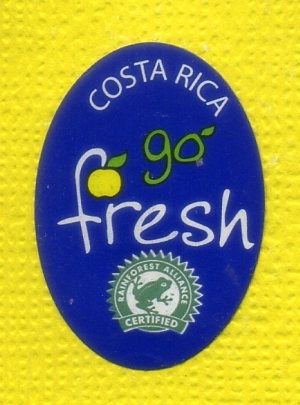 COSTA RICA
go
fresh
RAINFOREST ALLIANCE
CERTIFIED